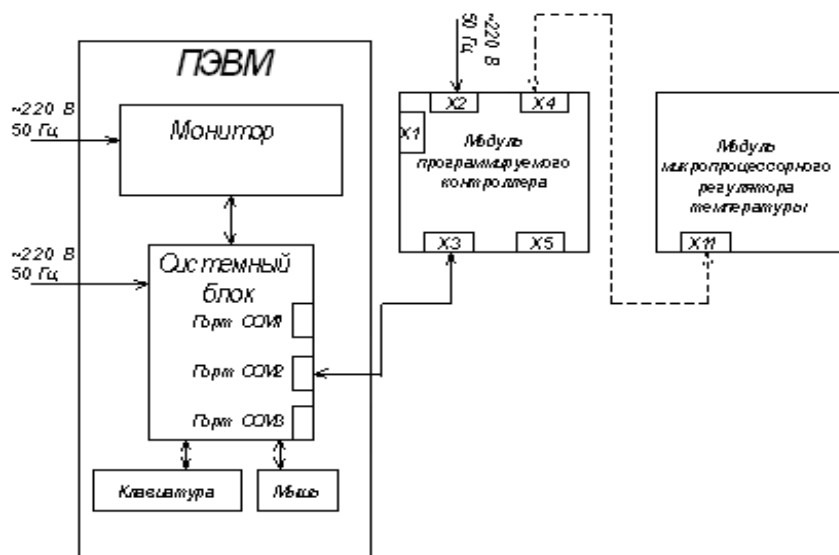 ПЭВМ
~220 В
50 Гц
Монитор
~220 В
50 Гц
Системный
блок
Порт COM1
Порт COM2
Порт COM3
Клавиатура
Мышь
~220 В
50 Гц
X2
X4
X1
Модуль
программируемого
контроллера
X3
X5
Модуль
микропроцессорного
регулятора
температуры
X11